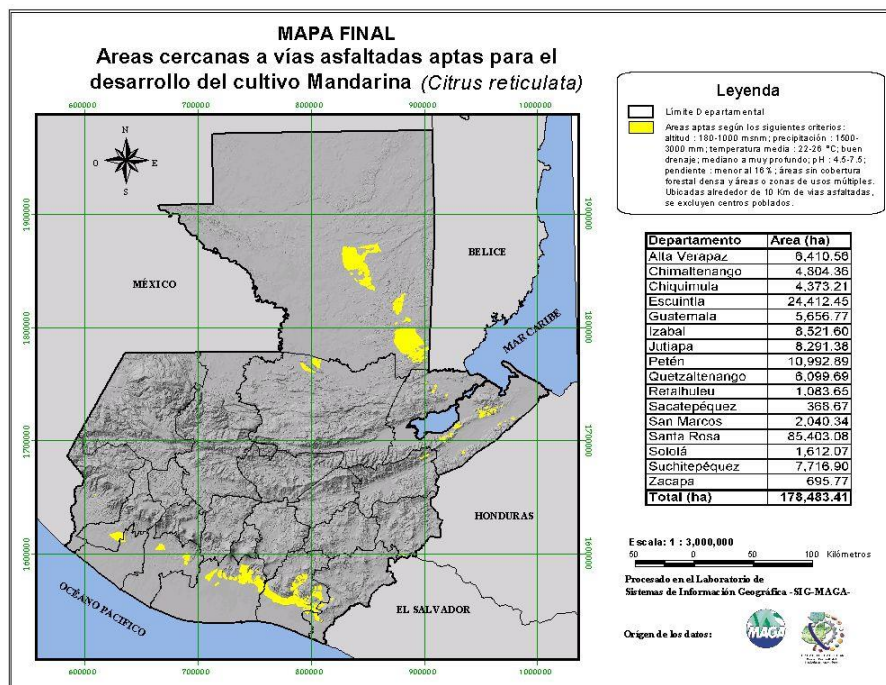 MAPA FINAL
Areas cercanas a vías asfaltadas aptas para el
desarrollo del cultivo Mandarina (Citrus reticulata)
600000 700000 800000 900000 1000000
N
O E
S
1900000 1900000
MÉXICO
BELICE
1800000 1800000
MAR CARIBE
1700000 1700000
HONDURAS
1600000 1600000
OCÉANO PACIFICO
EL SALVADOR
600000 700000 800000 900000 1000000
Leyenda
Límite Departamental
Areas aptas según los siguientes criterios:
altitud : 180-1000 msnm; precipitación : 1500-
3000 mm; temperatura media : 22-26 °C; buen
drenaje; mediano a muy profundo; pH : 4.5-7.5;
pendiente : menor al 16%; áreas sin cobertura
forestal densa y áreas o zonas de usos múltiples.
Ubicadas alrededor de 10 Km de vías asfaltadas,
se excluyen centros poblados.
Departamento Area (ha)
Alta Verapaz 6,410.56
Chimaltenango 4,804.36
Chiquimula 4,373.21
Escuintla 24,412.45
Guatemala 5,656.77
Izabal 8,521.60
Jutiapa 8,291.38
Petén 10,992.89
Quetzaltenango 6,099.69
Retalhuleu 1,083.65
Sacatepéquez 368.67
San Marcos 2,040.34
Santa Rosa 85,403.08
Sololá 1,612.07
Suchitepéquez 7,716.90
Zacapa 695.77
Total (ha) 178,483.41
Escala: 1 : 3,000,000
50 0 50 100 Kilómetros
Procesado en el Laboratorio de
Sistemas de Información Geográfica -SIG-MAGA-
Origen de los datos:
MAGA